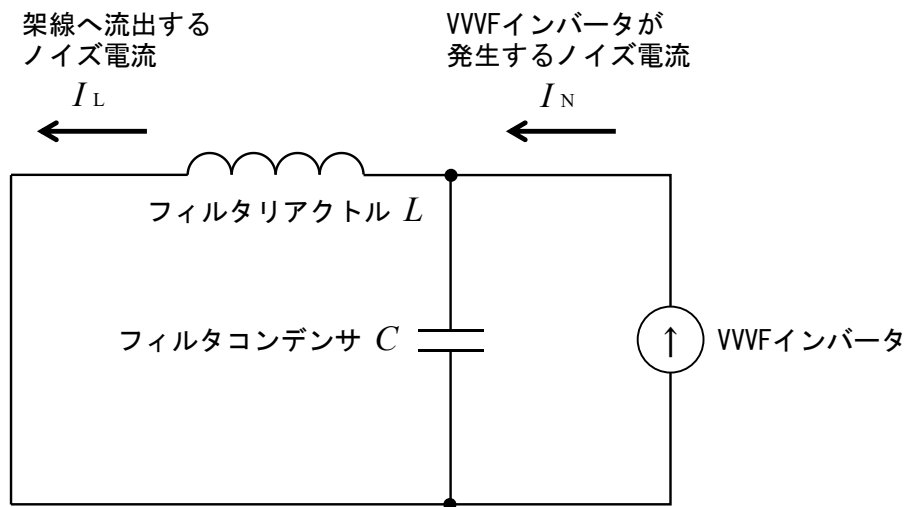 架線へ流出する
ノイズ電流
I L
VVVFインバータが
発生するノイズ電流
I N
フィルタリアクトル L
フィルタコンデンサ C
↑
VVVFインバータ